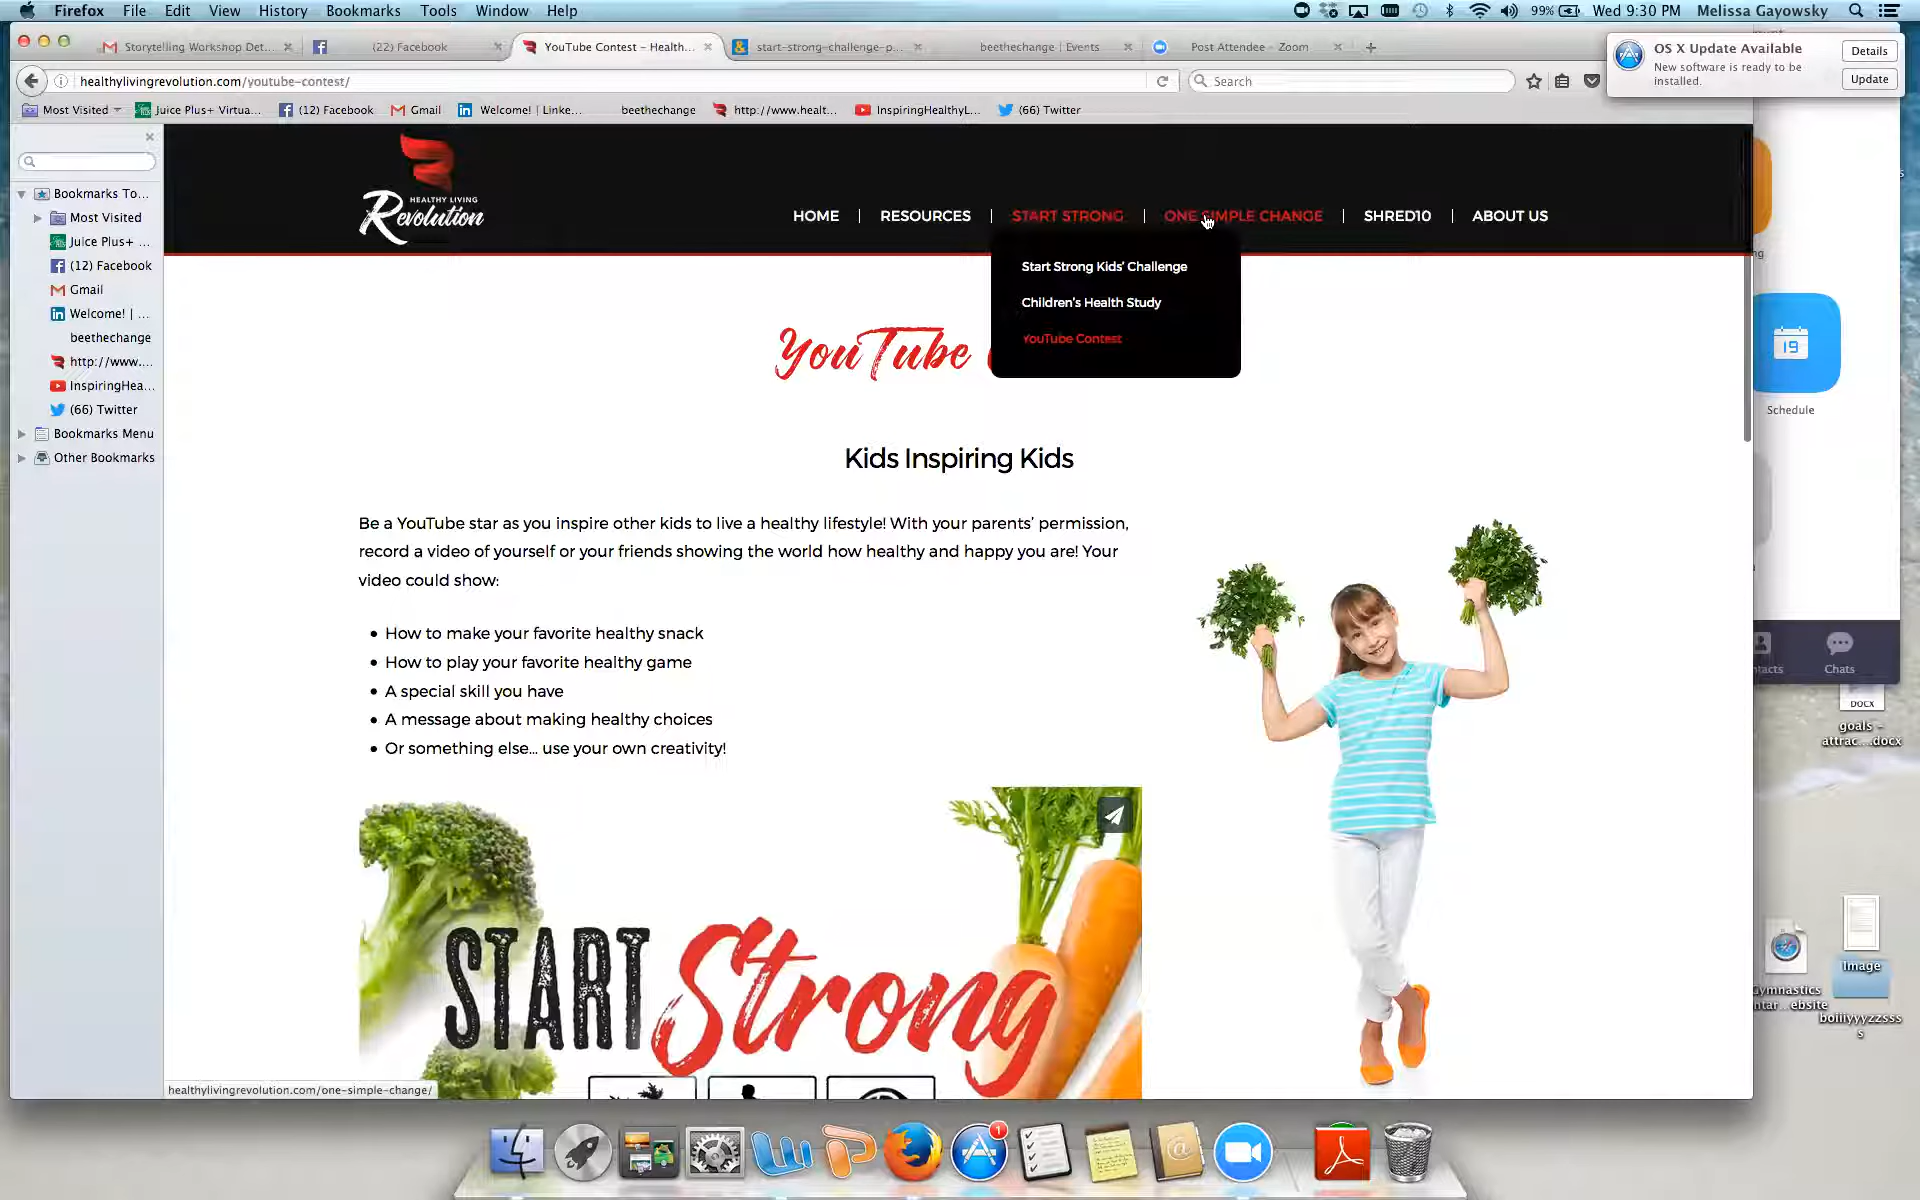 Firefox File Edit View History Bookmarks Tools Window Help
99% Wed 9:30 PM Melissa Gayowsky
Storytelling Workshop Det...
(22) Facebook
YouTube Contest – Health...
start-strong-challenge-p...
beethechange | Events
Post Attendee – Zoom
OS X Update Available
New software is ready to be
installed.
Details
Update
healthylivingrevolution.com/youtube-contest/
Search
Most Visited
Juice Plus+ Virtua...
(12) Facebook
Gmail
Welcome! | Linke...
beethechange
http://www.healt...
InspiringHealthyL...
(66) Twitter
Bookmarks To...
Most Visited
Juice Plus+ ...
(12) Facebook
Gmail
Welcome! | ...
beethechange
http://www....
InspiringHea...
(66) Twitter
Bookmarks Menu
Other Bookmarks
HEALTHY LIVING
Revolution
HOME
RESOURCES
START STRONG
ONE SIMPLE CHANGE
SHRED10
ABOUT US
Start Strong Kids' Challenge
Children's Health Study
YouTube Contest
YouTube
Kids Inspiring Kids
Be a YouTube star as you inspire other kids to live a healthy lifestyle! With your parents' permission,
record a video of yourself or your friends showing the world how healthy and happy you are! Your
video could show:
How to make your favorite healthy snack
How to play your favorite healthy game
A special skill you have
A message about making healthy choices
Or something else... use your own creativity!
START Strong
healthylivingrevolution.com/one-simple-change/
19
Schedule
Chats
DOCX
goals –
attrac....docx
Image
boiiiyyyzzsss
s
1